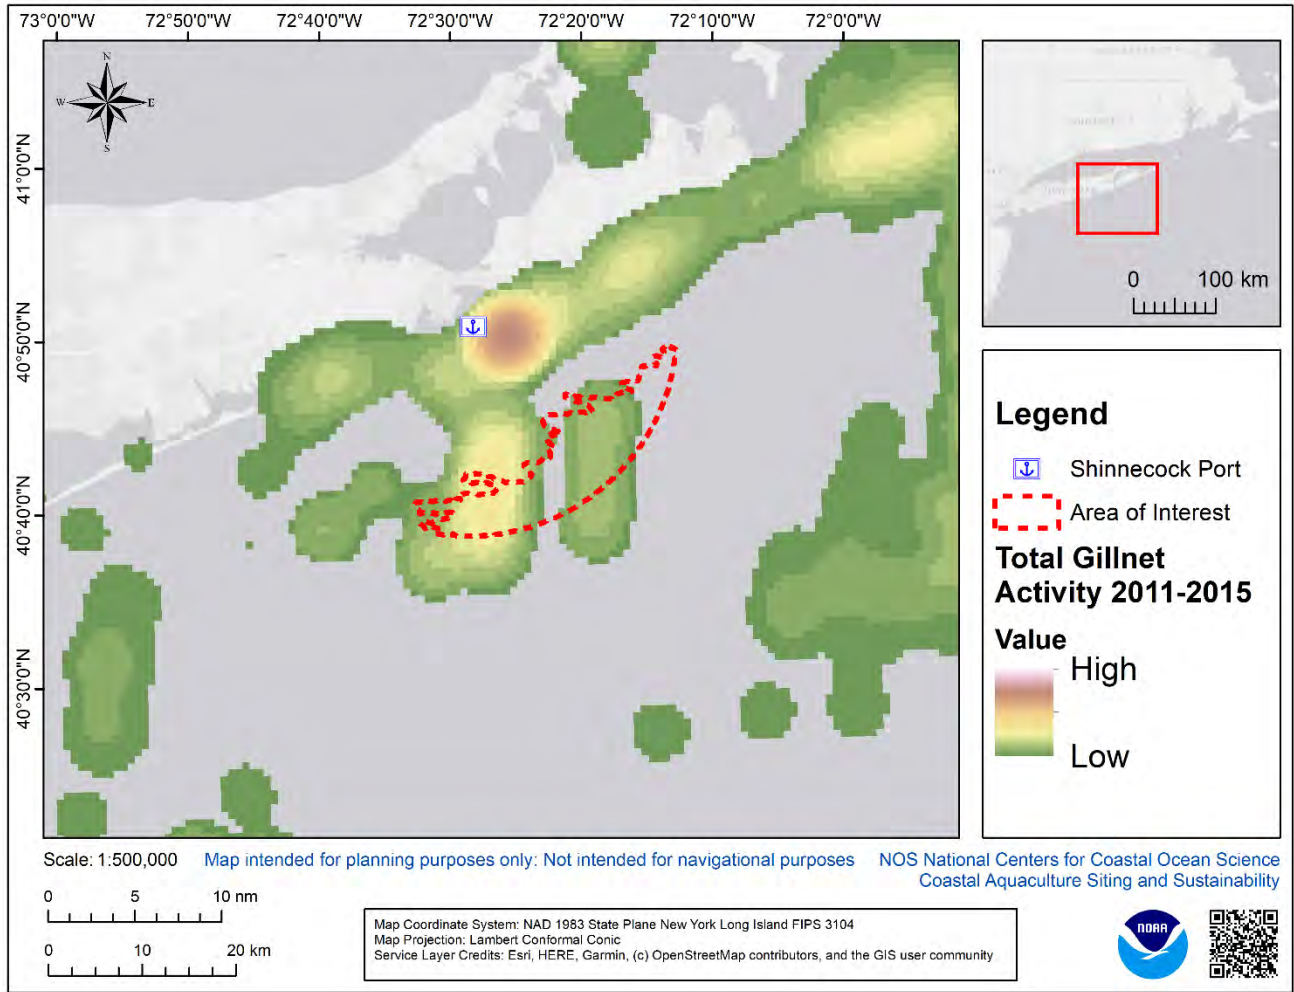 73°0'0"W 72°50'0"W 72°40'0"W 72°30'0"W 72°20'0"W 72°10'0"W 72°0'0"W
N
W E
S
41°0'0"N
40°50'0"N
40°40'0"N
40°30'0"N
0 100 km
Legend
Shinnecock Port
Area of Interest
Total Gillnet
Activity 2011-2015
Value
High
Low
Scale: 1:500,000 Map intended for planning purposes only: Not intended for navigational purposes
NOS National Centers for Coastal Ocean Science
Coastal Aquaculture Siting and Sustainability
0 5 10 nm
0 10 20 km
Map Coordinate System: NAD 1983 State Plane New York Long Island FIPS 3104
Map Projection: Lambert Conformal Conic
Service Layer Credits: Esri, HERE, Garmin, (c) OpenStreetMap contributors, and the GIS user community
NOAA